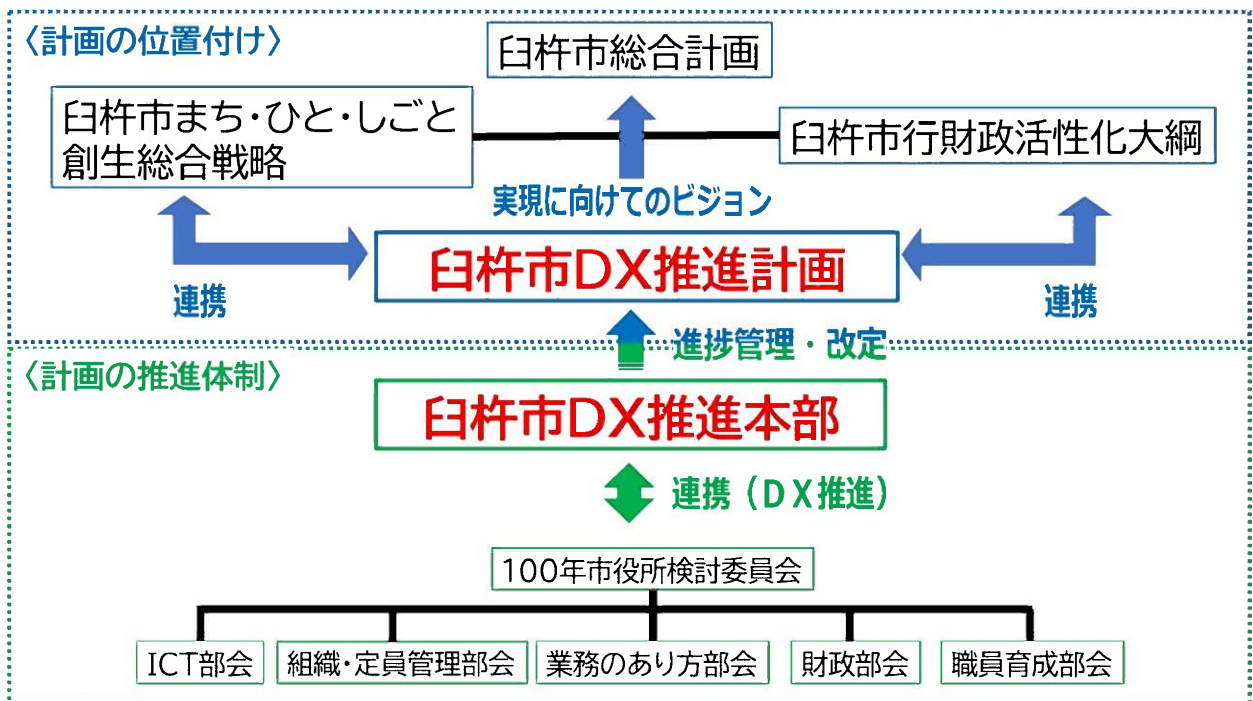 〈計画の位置付け〉
臼杵市総合計画
臼杵市まち・ひと・しごと
創生総合戦略
臼杵市行財政活性化大綱
実現に向けてのビジョン
臼杵市DX推進計画
連携
連携
進捗管理・改定
〈計画の推進体制〉
臼杵市DX推進本部
連携（DX推進）
100年市役所検討委員会
ICT部会
組織・定員管理部会
業務のあり方部会
財政部会
職員育成部会